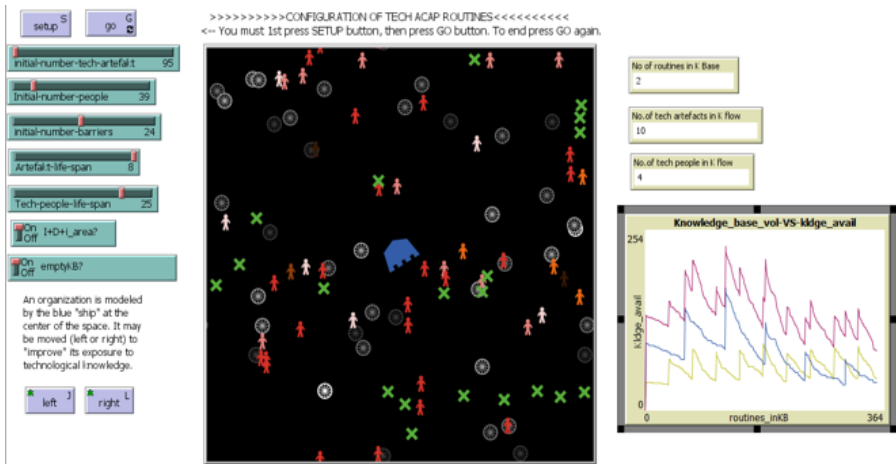 >>>>>>>>>>CONFIGURATION OF TECH ACAP ROUTINES<<<<<<<<<<
<-- You must 1st press SETUP button, then press GO button. To end press GO again.
setup S
go G
initial-number-tech-artefa.t 95
Initial-number-people 39
initial-number-barriers 24
Artefa.t-life-span 8
Tech-people-life-span 25
On
Off
I+D+i_area?
On
Off
emptyKB?
An organization is modeled
by the blue "ship" at the
center of the space. It may
be moved (left or right) to
"improve" its exposure to
technological knowledge.
left J
right L
No of routines in K Base
2
No.of tech artefacts in K flow
10
No.of tech people in K flow
4
Knowledge_base_vol-VS-kldge_avail
254
Kldge_avail
0
0
routines_inKB
364